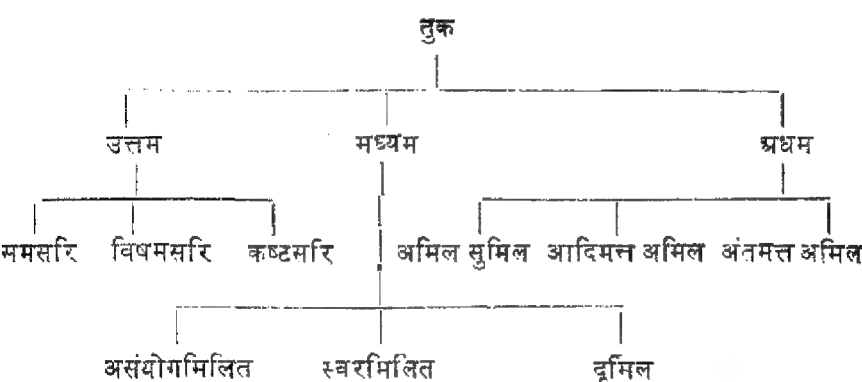 तुक
उत्तम मध्यम अधम
समसरि विषमसरि कष्टसरि अमिल सुमिल आदिमत्त अमिल अंतमत्त अमिल
असंयोगमिलित स्वरमिलित दुर्मिल